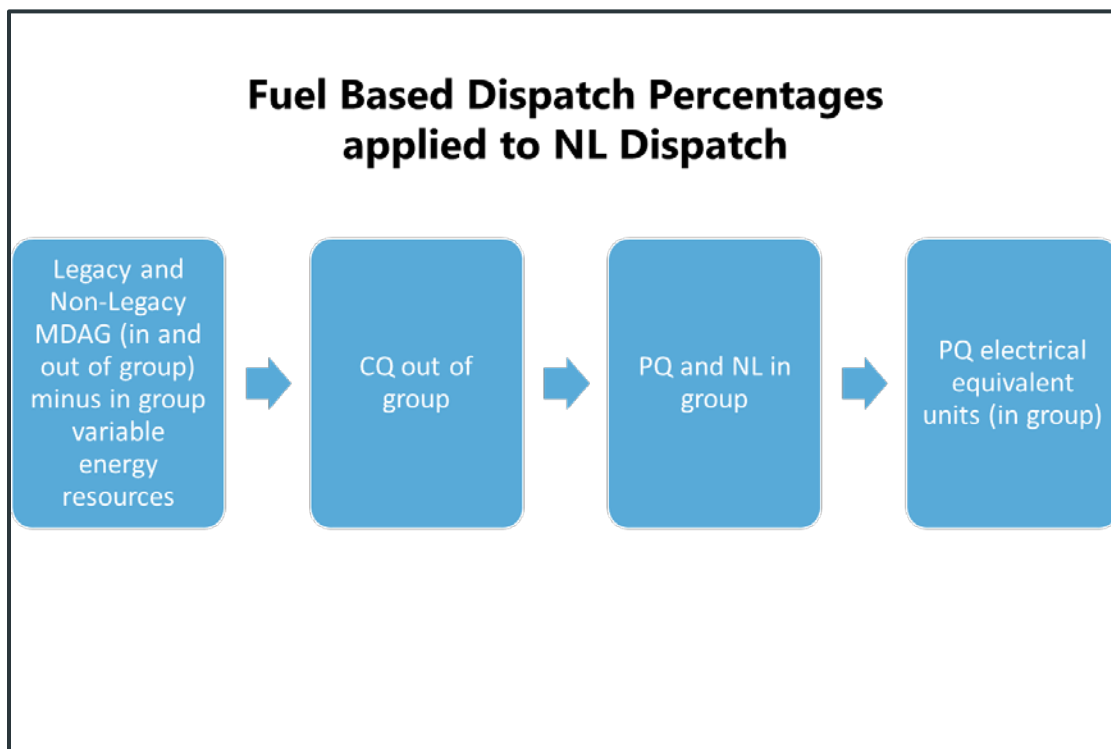 Fuel Based Dispatch Percentages
applied to NL Dispatch
Legacy and
Non-Legacy
MDAG (in and
out of group)
minus in group
variable
energy
resources
CQ out of
group
PQ and NL in
group
PQ electrical
equivalent
units (in group)